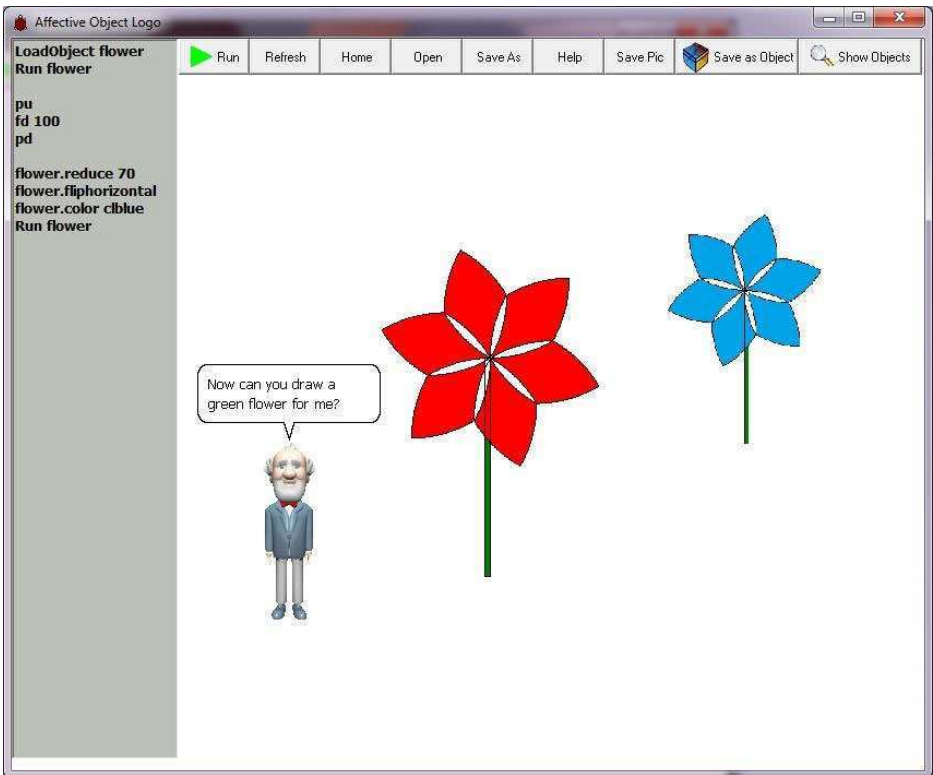 Affective Object Logo
LoadObject flower
Run flower
pu
fd 100
pd
flower.reduce 70
flower.fliphorizontal
flower.color clblue
Run flower
Run Refresh Home Open Save As Help Save Pic Save as Object Show Objects
Now can you draw a
green flower for me?